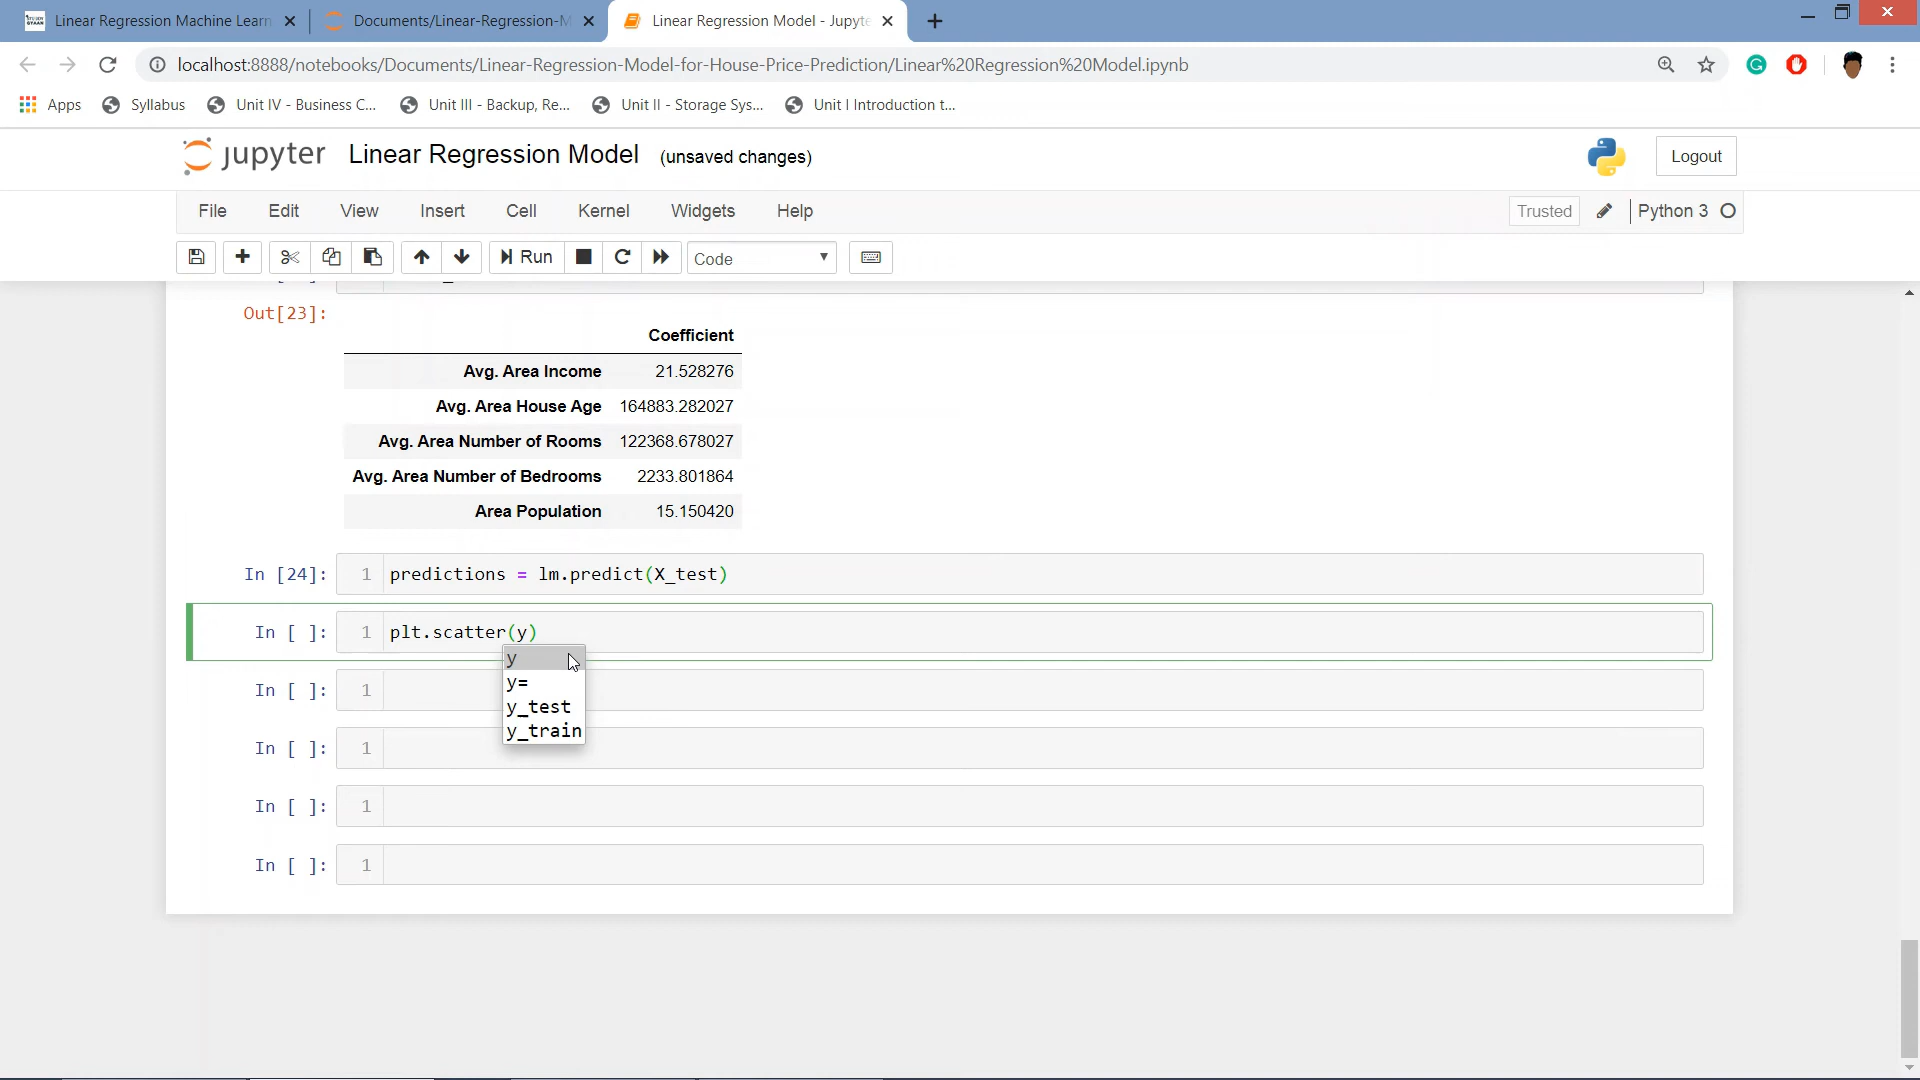 Linear Regression Machine Learn
Documents/Linear-Regression-M
Linear Regression Model - Jupyte
localhost:8888/notebooks/Documents/Linear-Regression-Model-for-House-Price-Prediction/Linear%20Regression%20Model.ipynb
Apps Syllabus Unit IV - Business C... Unit III - Backup, Re... Unit II - Storage Sys... Unit I Introduction t...
jupyter Linear Regression Model (unsaved changes) Logout
File Edit View Insert Cell Kernel Widgets Help Trusted Python 3
Run Code
Out[23]:
Coefficient
Avg. Area Income 21.528276
Avg. Area House Age 164883.282027
Avg. Area Number of Rooms 122368.678027
Avg. Area Number of Bedrooms 2233.801864
Area Population 15.150420
In [24]: 1 predictions = lm.predict(X_test)
In [ ]: 1 plt.scatter(y)
y
y=
y_test
y_train
In [ ]: 1
In [ ]: 1
In [ ]: 1
In [ ]: 1